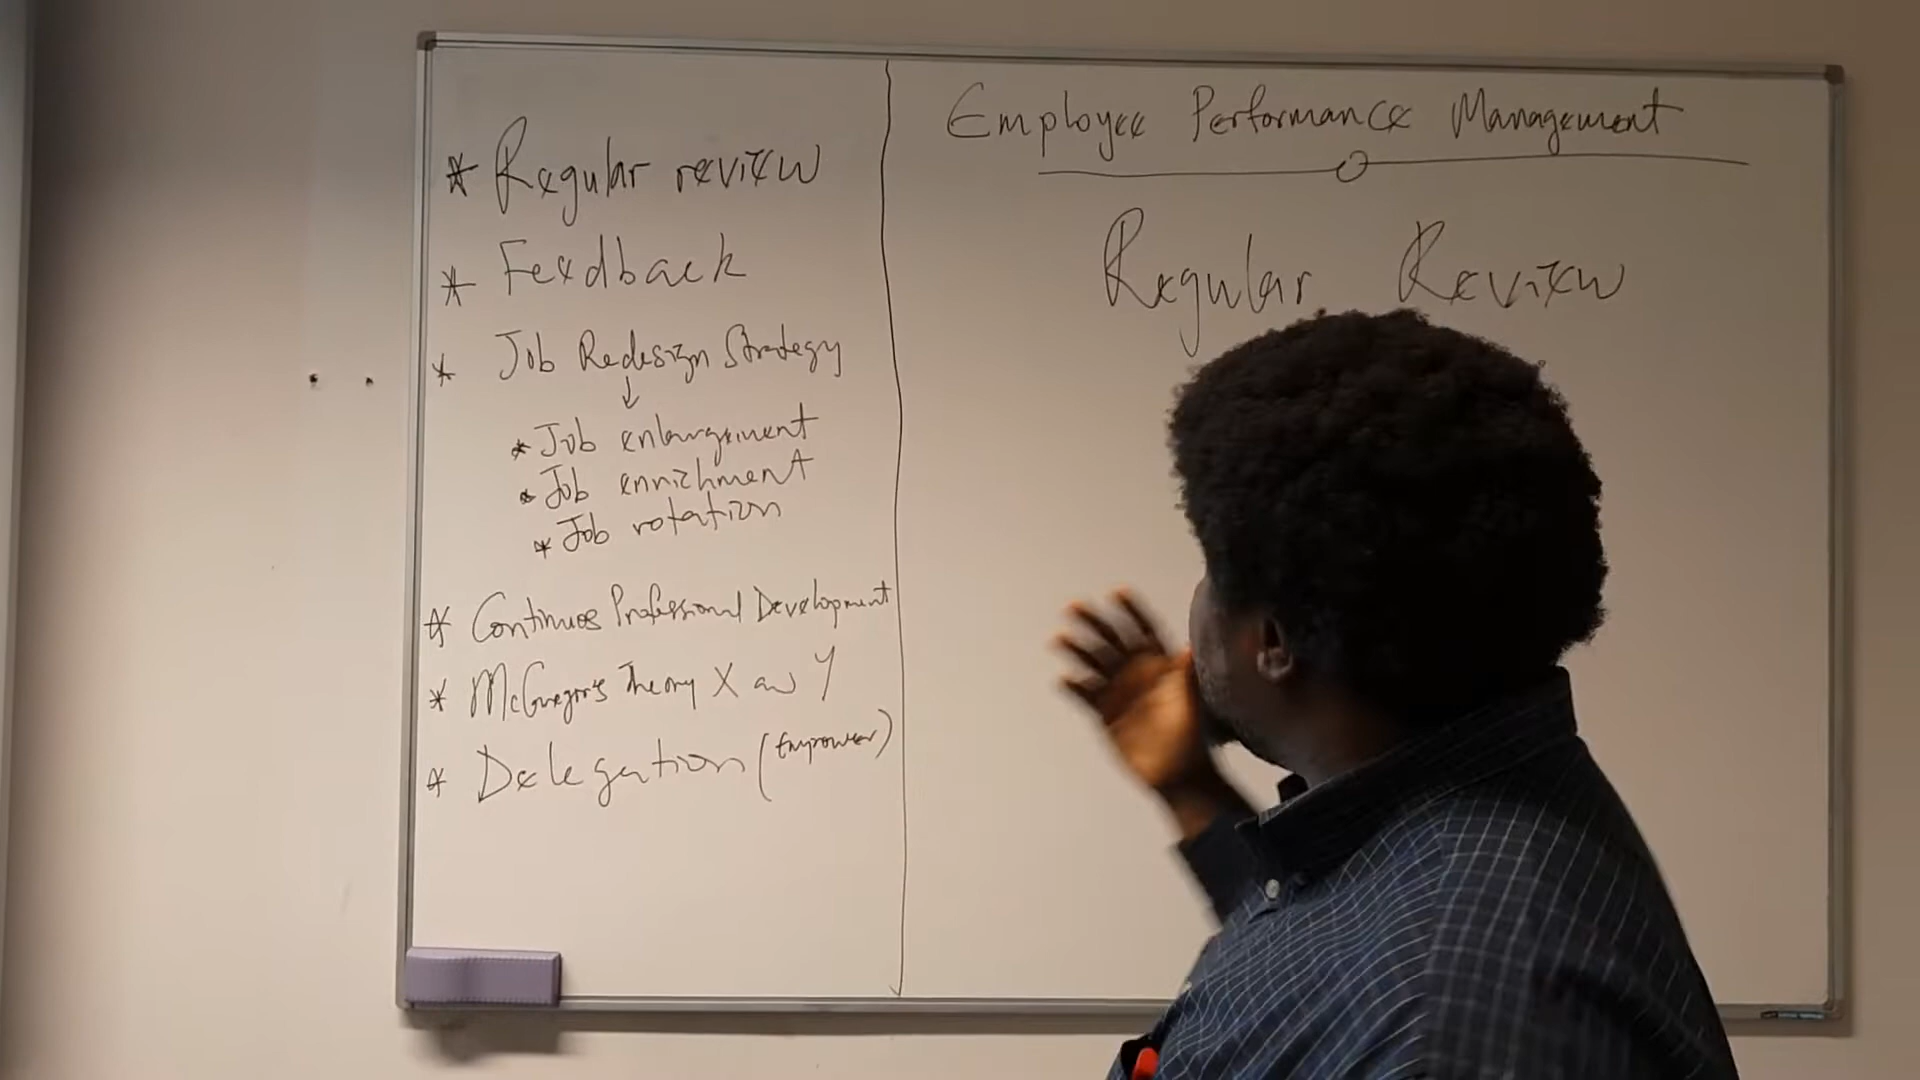 * Regular review
* Feedback
* Job Redesign Strategy
↓
* Job enlargement
* Job enrichment
* Job rotation
* Continues Professional Development
* McGregor's Theory X and Y
* Delegation (Empower)
Employee Performance Management
Regular Review